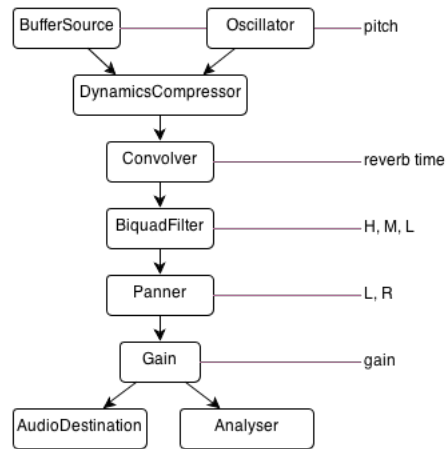 BufferSource Oscillator pitch
DynamicsCompressor
Convolver reverb time
BiquadFilter H, M, L
Panner L, R
Gain gain
AudioDestination Analyser